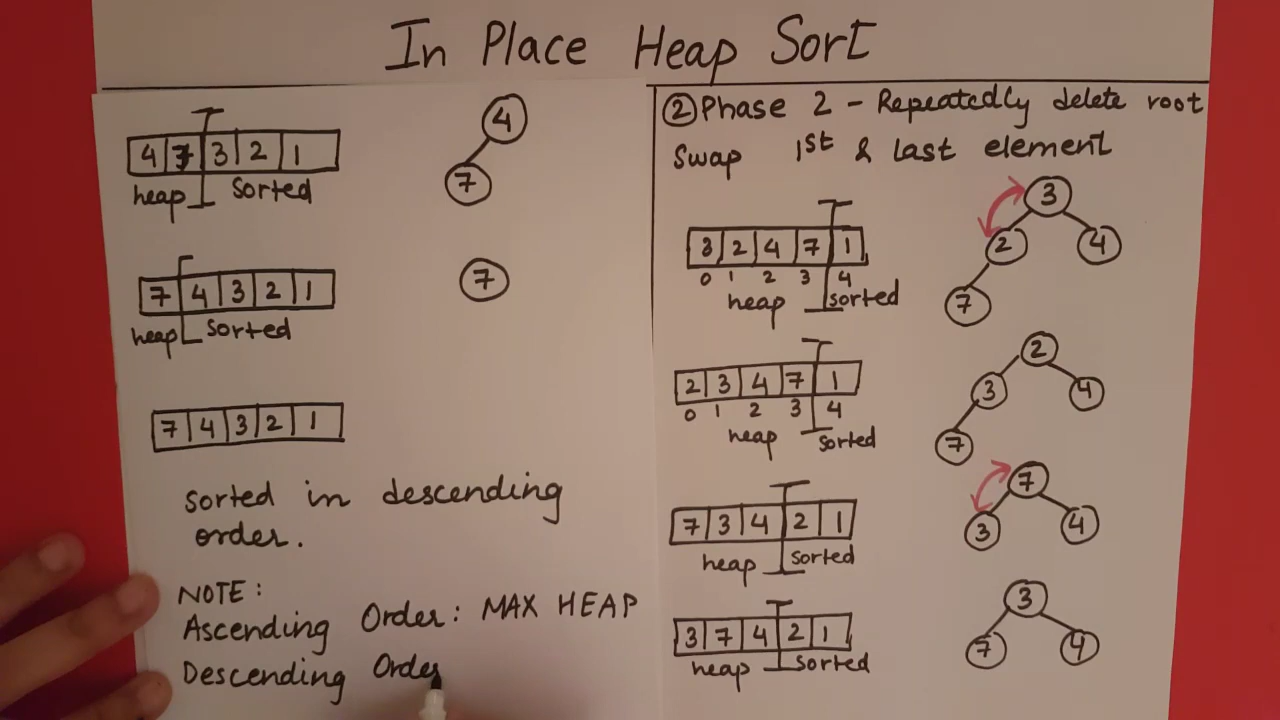 In Place Heap Sort
4 7 3 2 1
heap sorted
4
7
7 4 3 2 1
heap sorted
7
7 4 3 2 1
sorted in descending
order.
NOTE:
Ascending Order: MAX HEAP
Descending Order
② Phase 2 - Repeatedly delete root
Swap 1st & last element
3 2 4 7 1
0 1 2 3 4
heap sorted
3
2 4
7
2 3 4 7 1
0 1 2 3 4
heap sorted
2
3 4
7
7 3 4 2 1
heap sorted
7
3 4
3 7 4 2 1
heap sorted
3
7 4